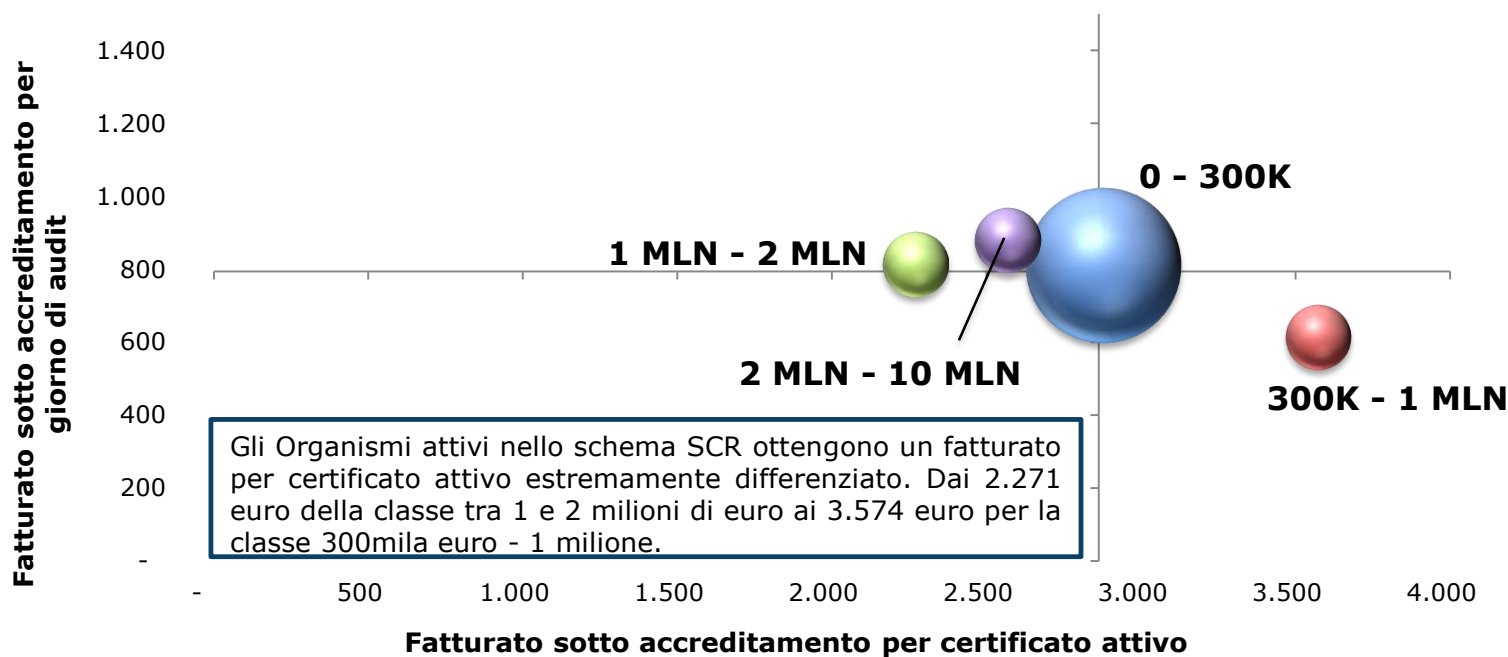 Fatturato sotto accreditamento per
giorno di audit
1.400
1.200
1.000
800
600
400
200
-
0 - 300K
1 MLN - 2 MLN
2 MLN - 10 MLN
300K - 1 MLN
Gli Organismi attivi nello schema SCR ottengono un fatturato
per certificato attivo estremamente differenziato. Dai 2.271
euro della classe tra 1 e 2 milioni di euro ai 3.574 euro per la
classe 300mila euro - 1 milione.
- 500 1.000 1.500 2.000 2.500 3.000 3.500 4.000
Fatturato sotto accreditamento per certificato attivo